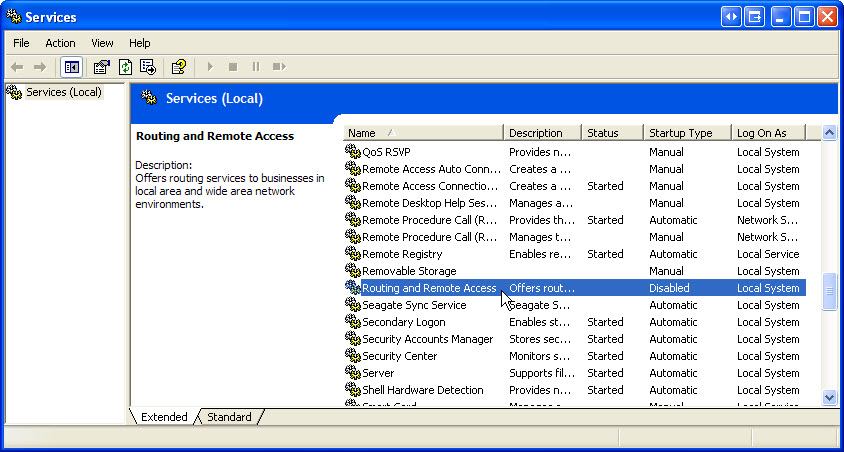 Services
File Action View Help
Services (Local)
Services (Local)
Routing and Remote Access
Description:
Offers routing services to businesses in
local area and wide area network
environments.
Name Description Status Startup Type Log On As
QoS RSVP Provides n... Manual Local System
Remote Access Auto Conn... Creates a ... Manual Local System
Remote Access Connectio... Creates a ... Started Manual Local System
Remote Desktop Help Ses... Manages a... Manual Local System
Remote Procedure Call (R... Provides th... Started Automatic Network S...
Remote Procedure Call (R... Manages t... Manual Network S...
Remote Registry Enables re... Started Automatic Local Service
Removable Storage Manual Local System
Routing and Remote Access Offers rout... Disabled Local System
Seagate Sync Service Seagate S... Automatic Local System
Secondary Logon Enables st... Started Automatic Local System
Security Accounts Manager Stores sec... Started Automatic Local System
Security Center Monitors s... Started Automatic Local System
Server Supports fil... Started Automatic Local System
Shell Hardware Detection Provides n... Started Automatic Local System
Smart Card Manages a... Manual Local Service
Extended Standard